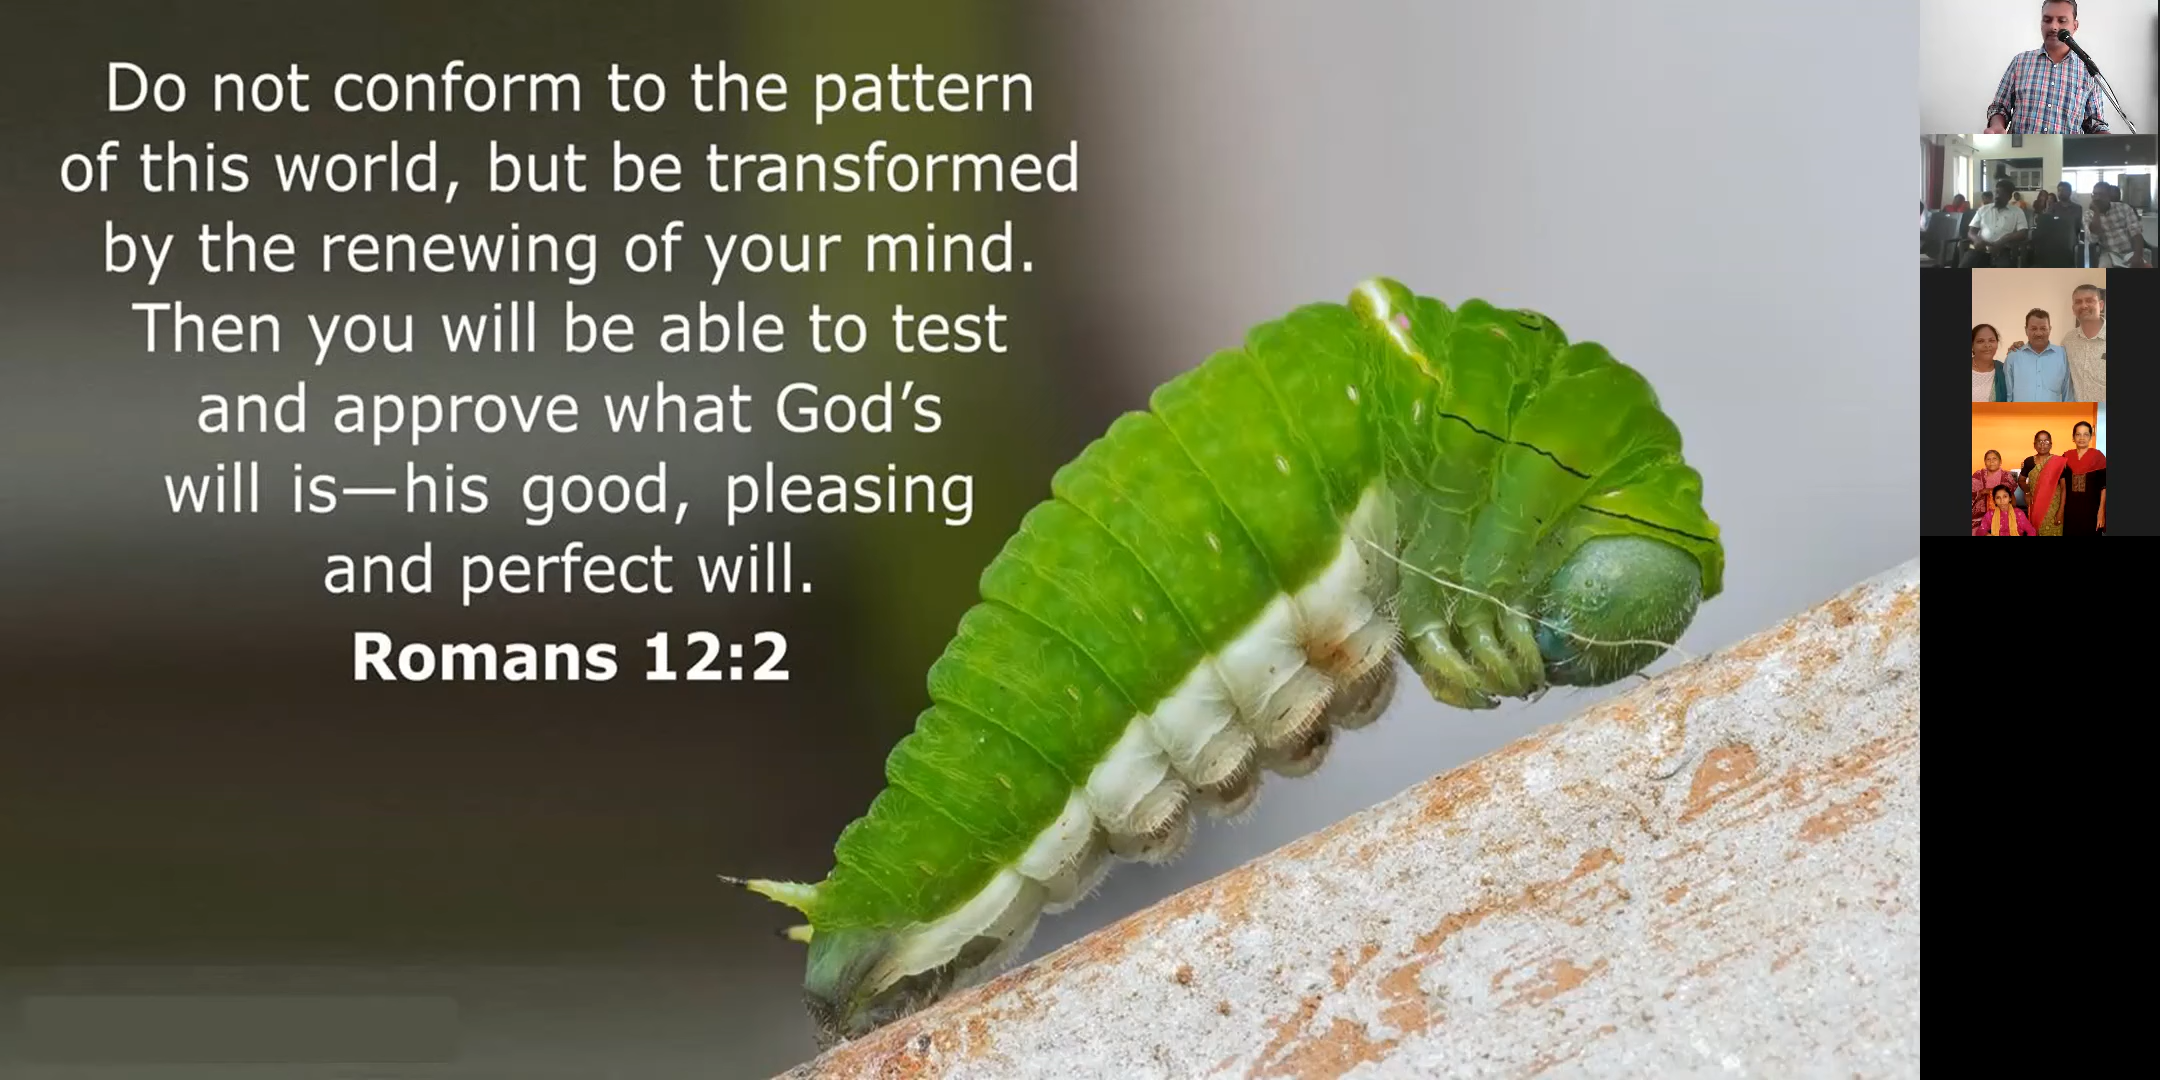 Do not conform to the pattern
of this world, but be transformed
by the renewing of your mind.
Then you will be able to test
and approve what God’s
will is—his good, pleasing
and perfect will.
Romans 12:2